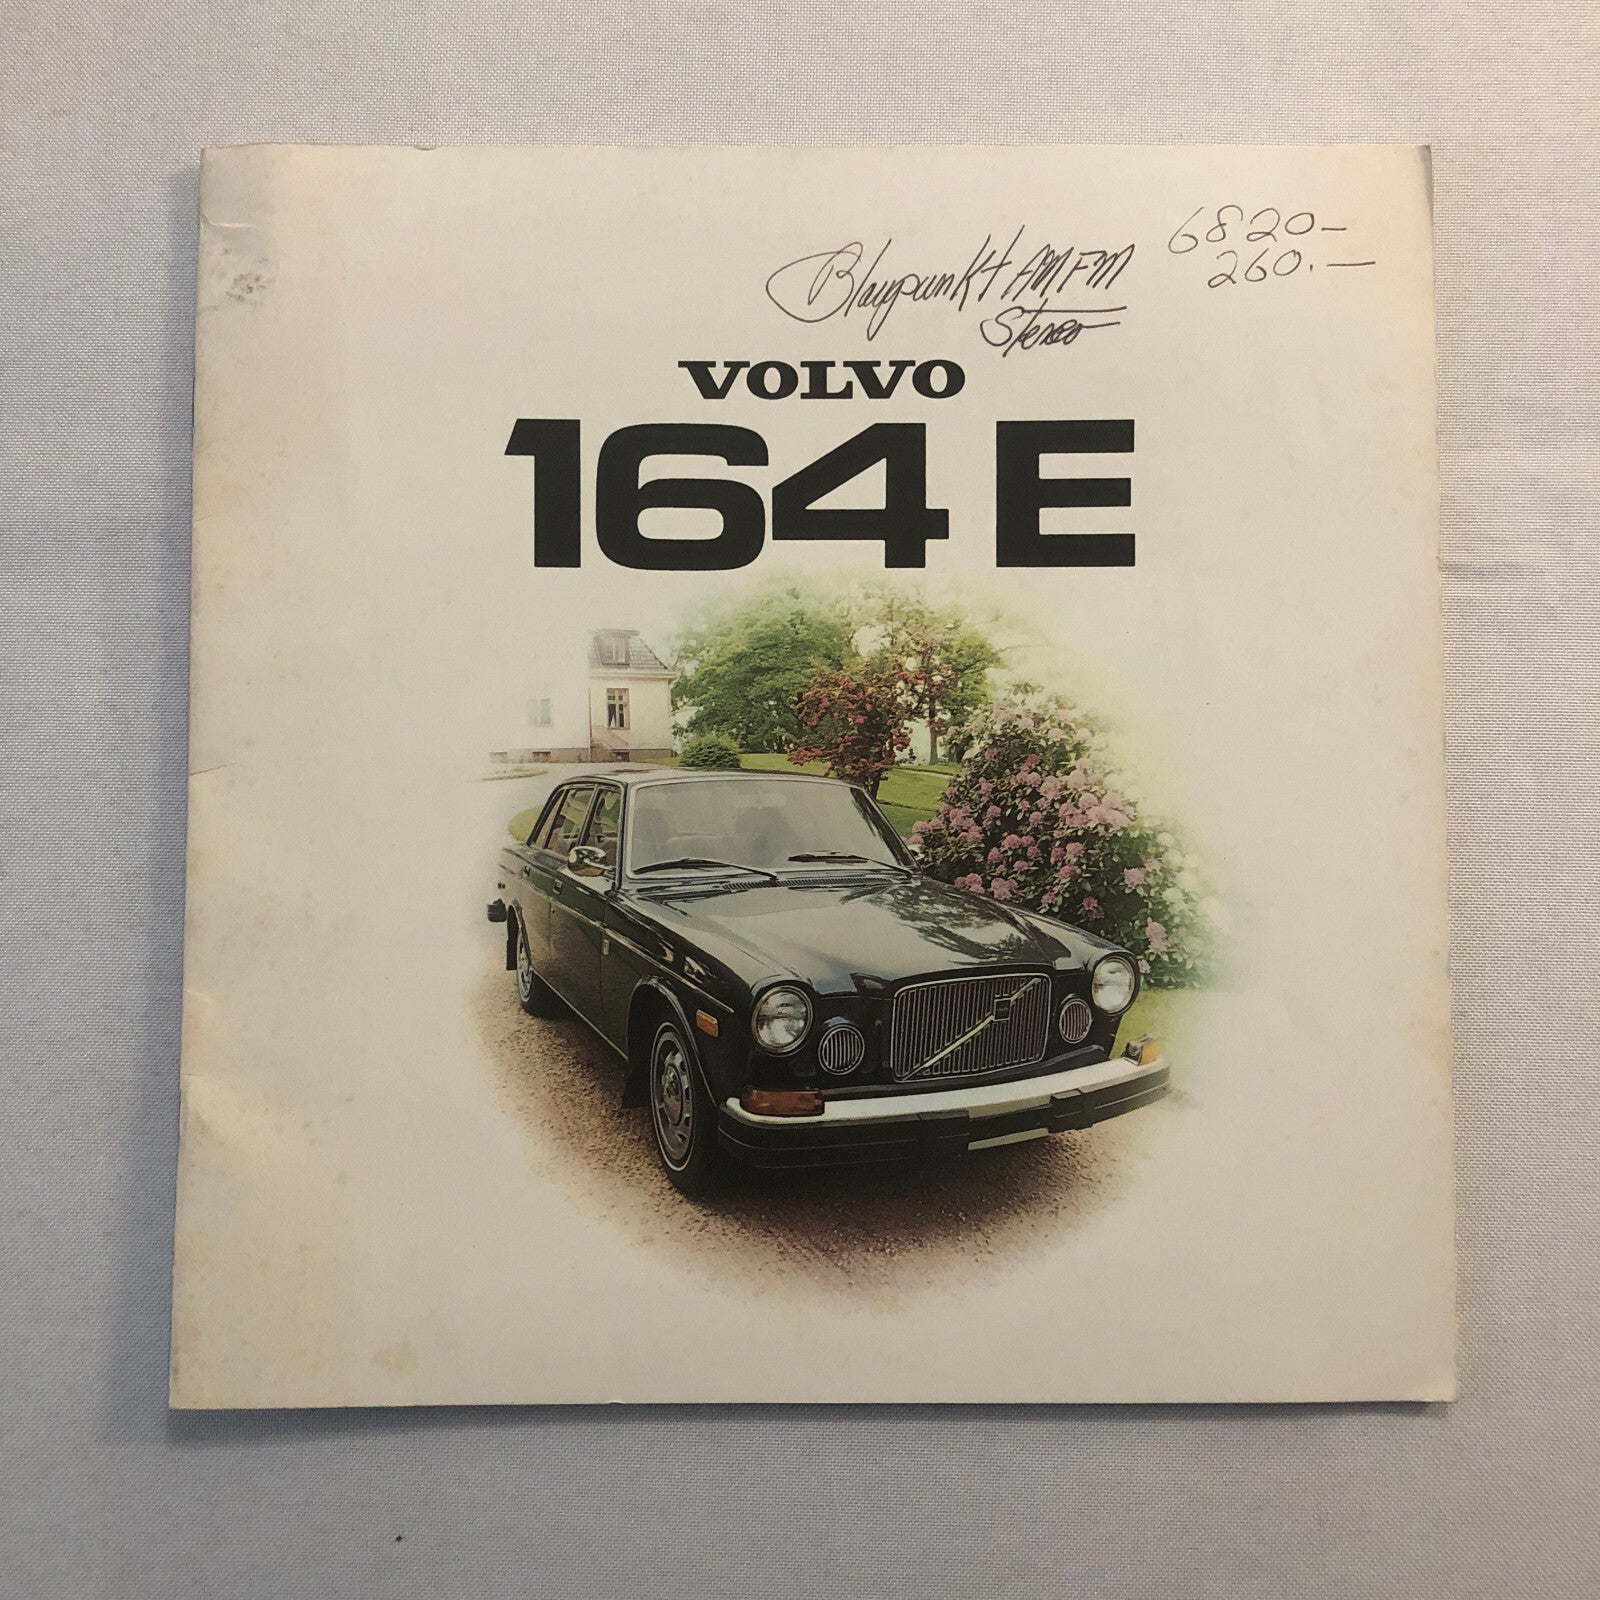 6820-
Blaupunkt AM FM 260.-
Stereo
VOLVO
164 E